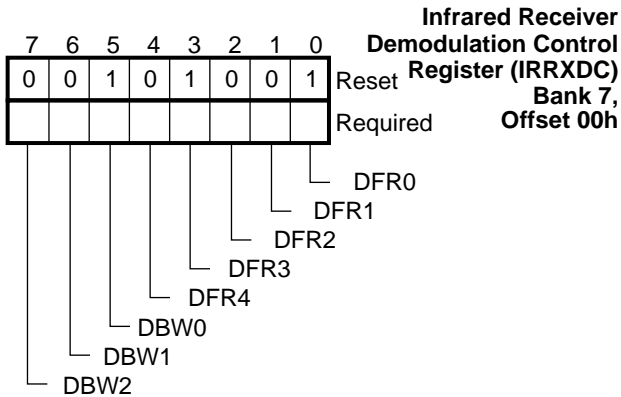 Infrared Receiver
Demodulation Control
Register (IRRXDC)
Bank 7,
Offset 00h
7 6 5 4 3 2 1 0
0 0 1 0 1 0 0 1 Reset
Required
DFR0
DFR1
DFR2
DFR3
DFR4
DBW0
DBW1
DBW2